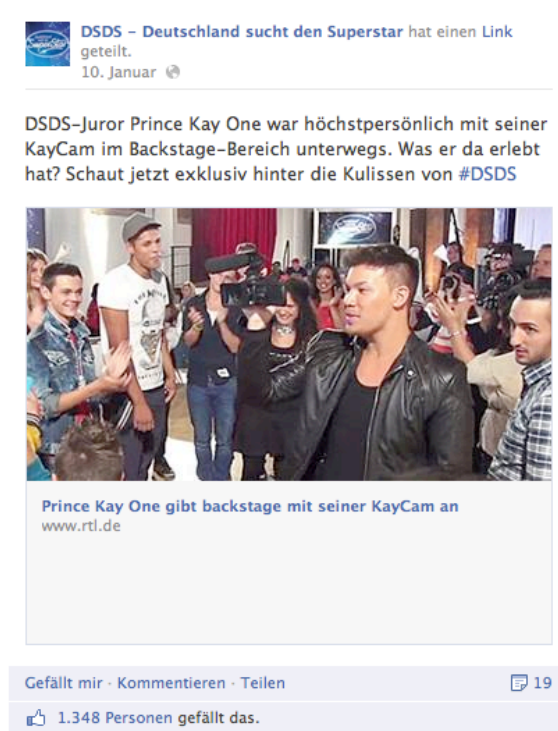 DSDS – Deutschland sucht den Superstar hat einen Link
geteilt.
10. Januar
DSDS-Juror Prince Kay One war höchstpersönlich mit seiner
KayCam im Backstage-Bereich unterwegs. Was er da erlebt
hat? Schaut jetzt exklusiv hinter die Kulissen von #DSDS
Prince Kay One gibt backstage mit seiner KayCam an
www.rtl.de
Gefällt mir · Kommentieren · Teilen 19
1.348 Personen gefällt das.